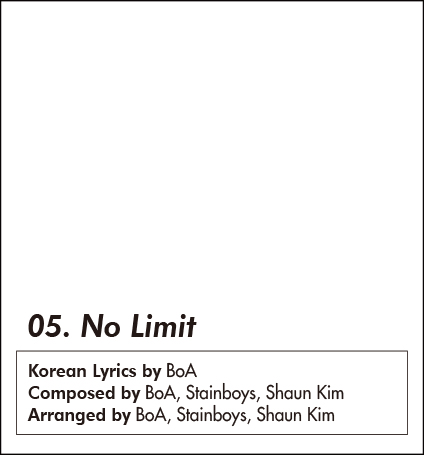 05. No Limit
Korean Lyrics by BoA
Composed by BoA, Stainboys, Shaun Kim
Arranged by BoA, Stainboys, Shaun Kim